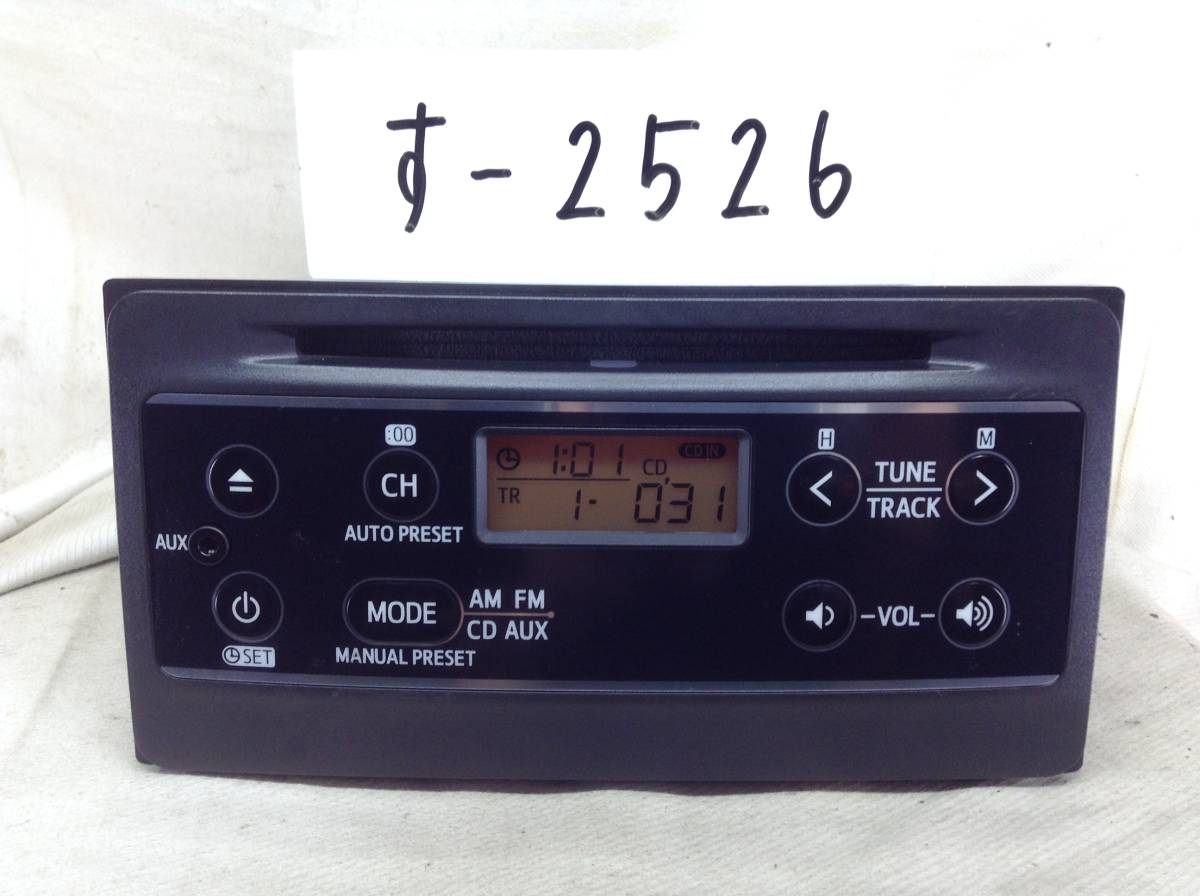 す-2526
:00
H
M
CH
AUTO PRESET
1:01
CD
CD IN
TR
1-
031
<
TUNE
TRACK
>
AUX
MODE
AM FM
CD AUX
-VOL-
SET
MANUAL PRESET